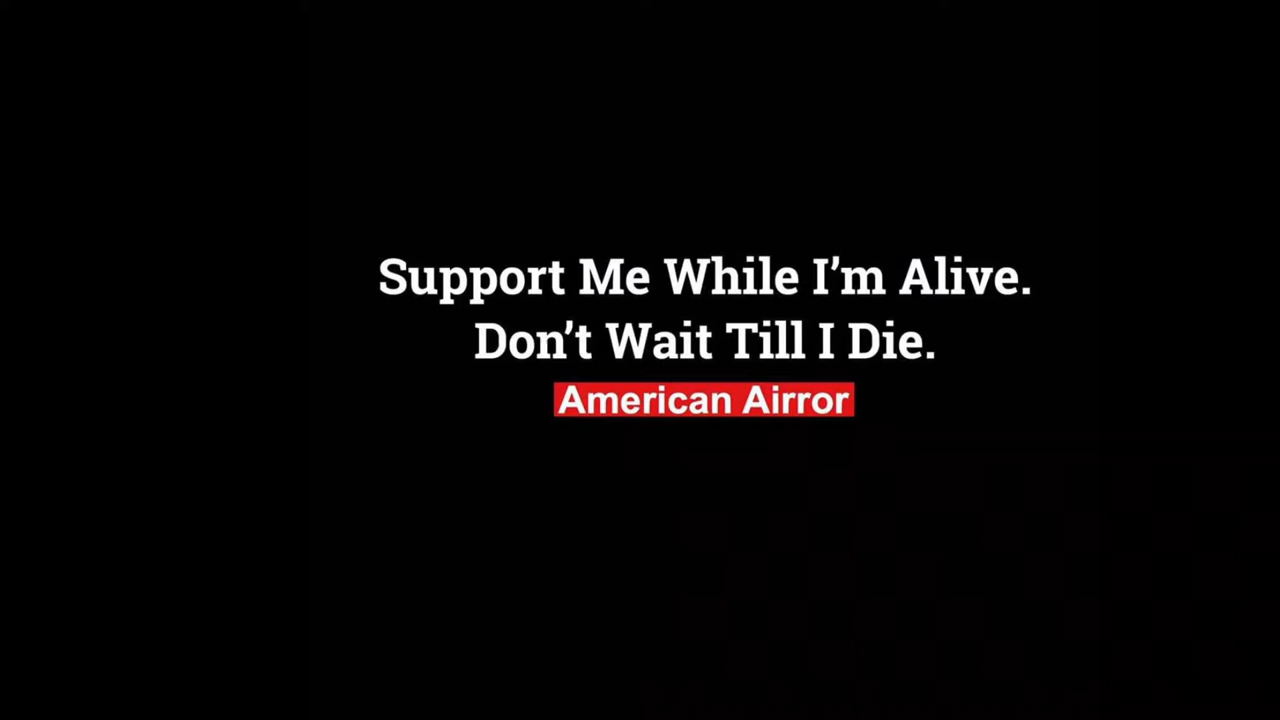 Support Me While I’m Alive.
Don’t Wait Till I Die.
American Airror